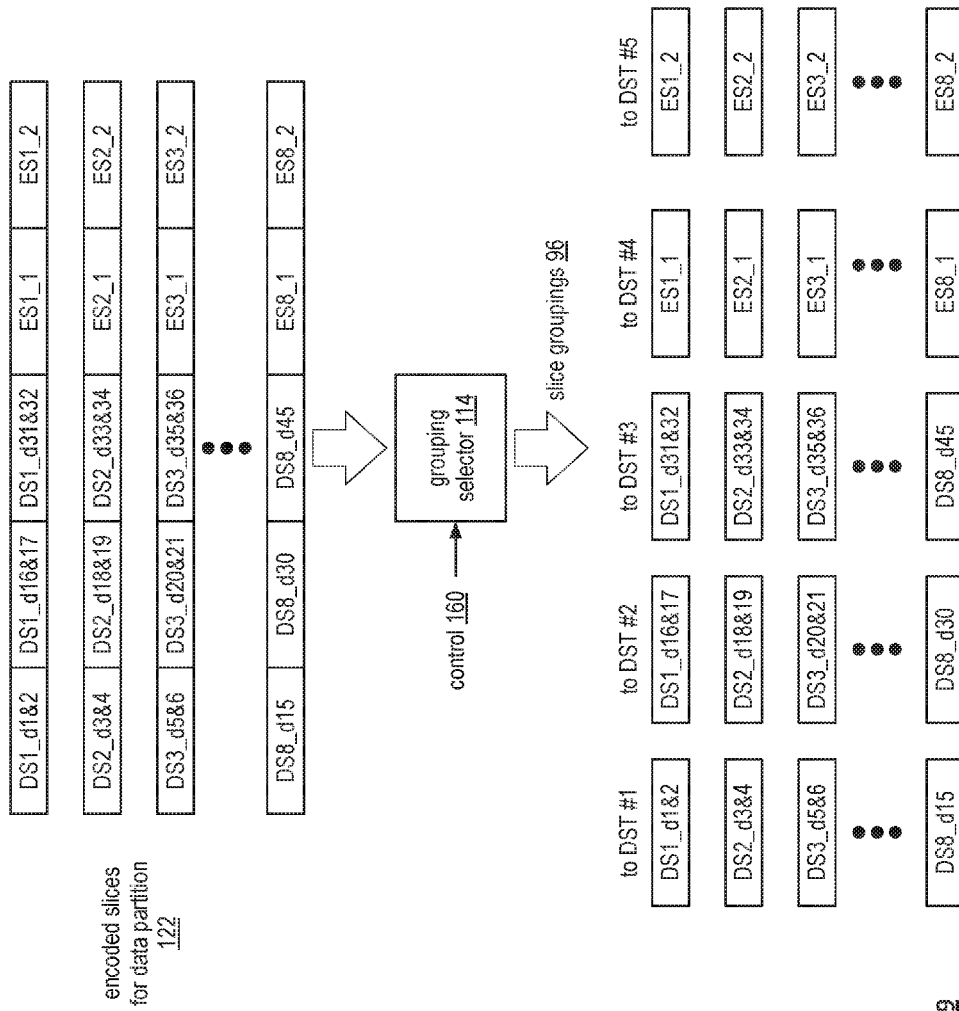 encoded slices
for data partition
122
DS1_d1&2 DS1_d16&17 DS1_d31&32 ES1_1 ES1_2
DS2_d3&4 DS2_d18&19 DS2_d33&34 ES2_1 ES2_2
DS3_d5&6 DS3_d20&21 DS3_d35&36 ES3_1 ES3_2
DS8_d15 DS8_d30 DS8_d45 ES8_1 ES8_2
control 160
grouping
selector 114
slice groupings 96
to DST #1 to DST #2 to DST #3 to DST #4 to DST #5
DS1_d1&2 DS1_d16&17 DS1_d31&32 ES1_1 ES1_2
DS2_d3&4 DS2_d18&19 DS2_d33&34 ES2_1 ES2_2
DS3_d5&6 DS3_d20&21 DS3_d35&36 ES3_1 ES3_2
DS8_d15 DS8_d30 DS8_d45 ES8_1 ES8_2